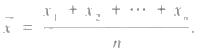 x̄ = (x₁ + x₂ + ⋯ + xₙ) / n.